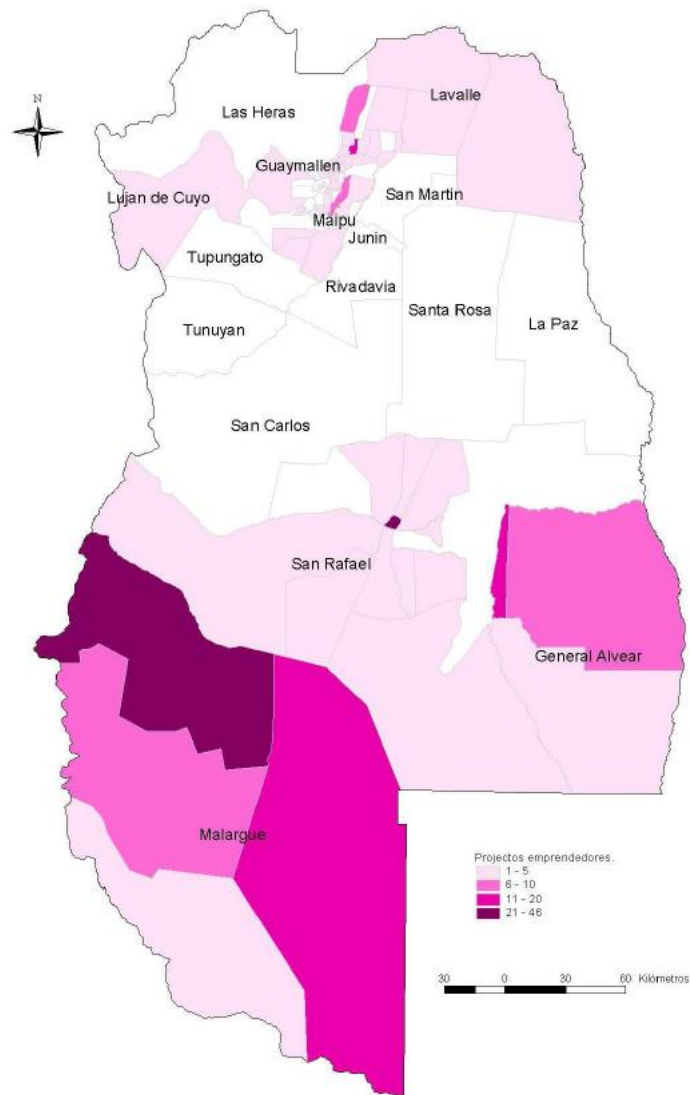 N
Las Heras
Lavalle
Guaymallen
Lujan de Cuyo
San Martin
Maipu
Junin
Tupungato
Rivadavia
Santa Rosa
La Paz
Tunuyan
San Carlos
San Rafael
General Alvear
Malargue
Projectos emprendedores.
1 - 5
6 - 10
11 - 20
21 - 46
30 0 30 60 Kilómetros